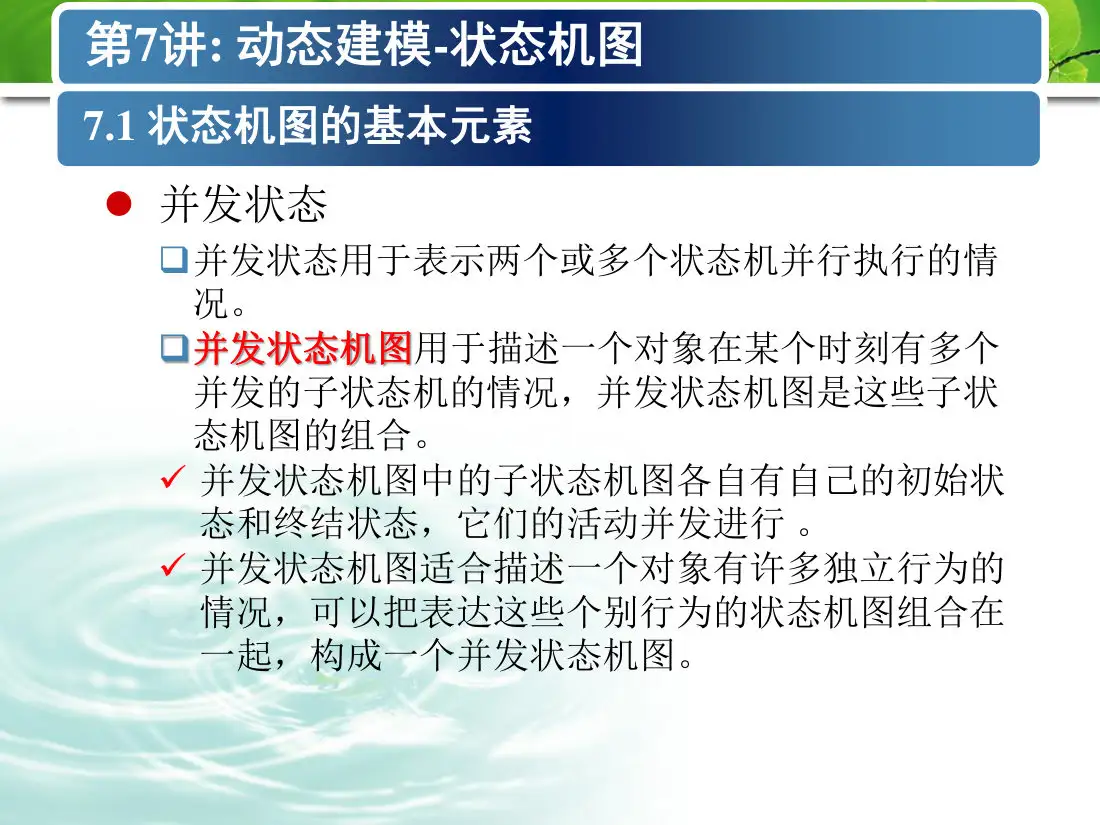 第7讲: 动态建模-状态机图
7.1 状态机图的基本元素
并发状态
并发状态用于表示两个或多个状态机并行执行的情
况。
并发状态机图用于描述一个对象在某个时刻有多个
并发的子状态机的情况，并发状态机图是这些子状
态机图的组合。
并发状态机图中的子状态机图各自有自己的初始状
态和终结状态，它们的活动并发进行 。
并发状态机图适合描述一个对象有许多独立行为的
情况，可以把表达这些个别行为的状态机图组合在
一起，构成一个并发状态机图。